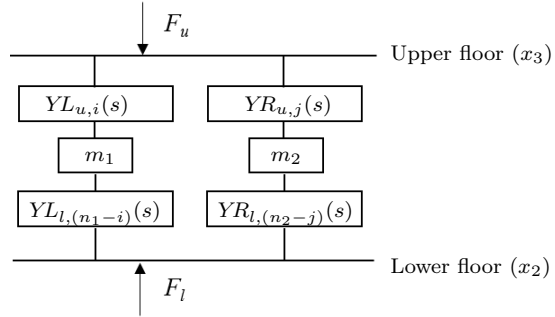 F_u
Upper floor (x_3)
YL_{u,i}(s) YR_{u,j}(s)
m_1 m_2
YL_{l,(n_1-i)}(s) YR_{l,(n_2-j)}(s)
Lower floor (x_2)
F_l